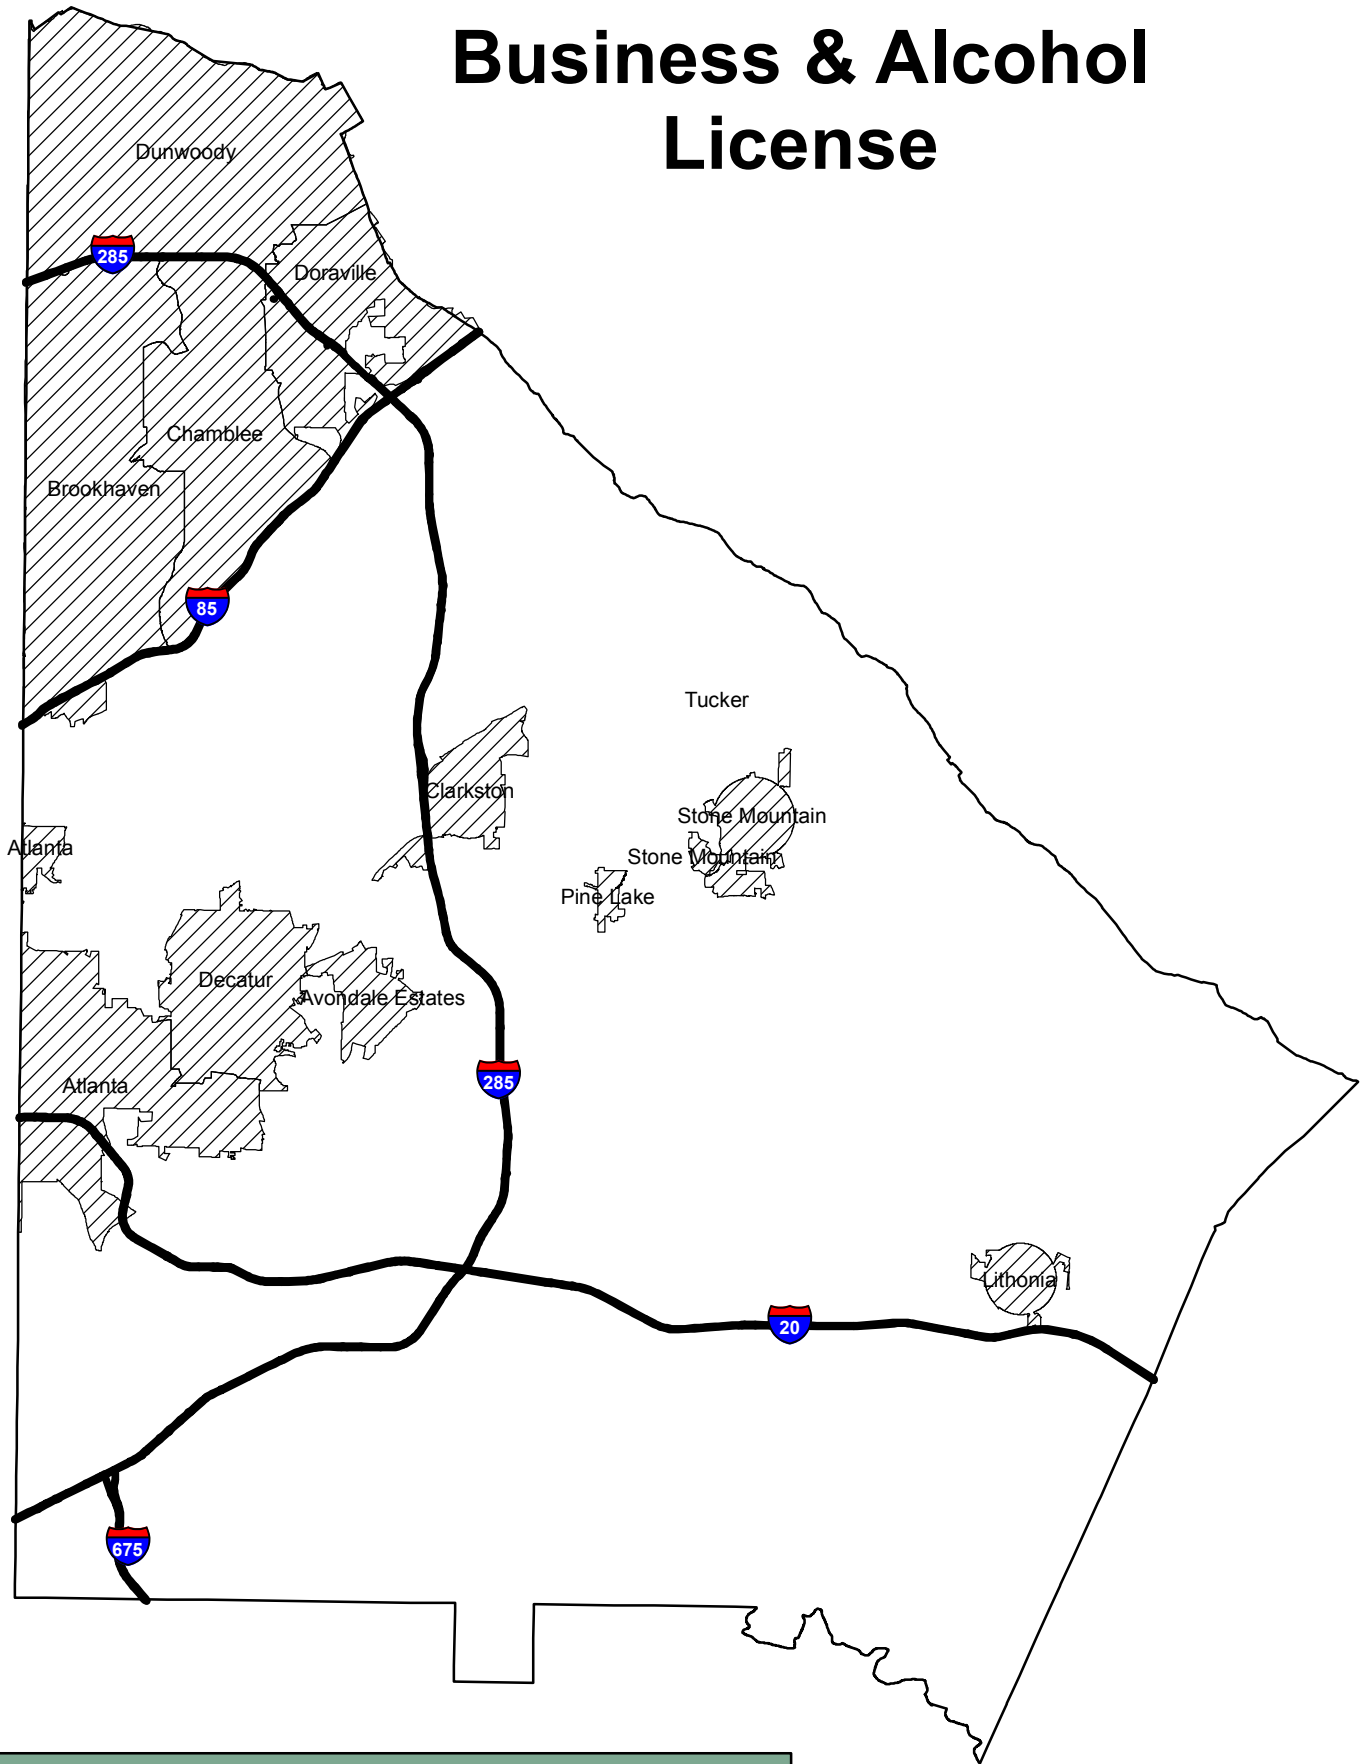 Business & Alcohol
License
Dunwoody
285
Doraville
Chamblee
Brookhaven
85
Tucker
Clarkston
Stone Mountain
Atlanta
Stone Mountain
Pine Lake
Decatur
Avondale Estates
285
Atlanta
Lithonia
20
675